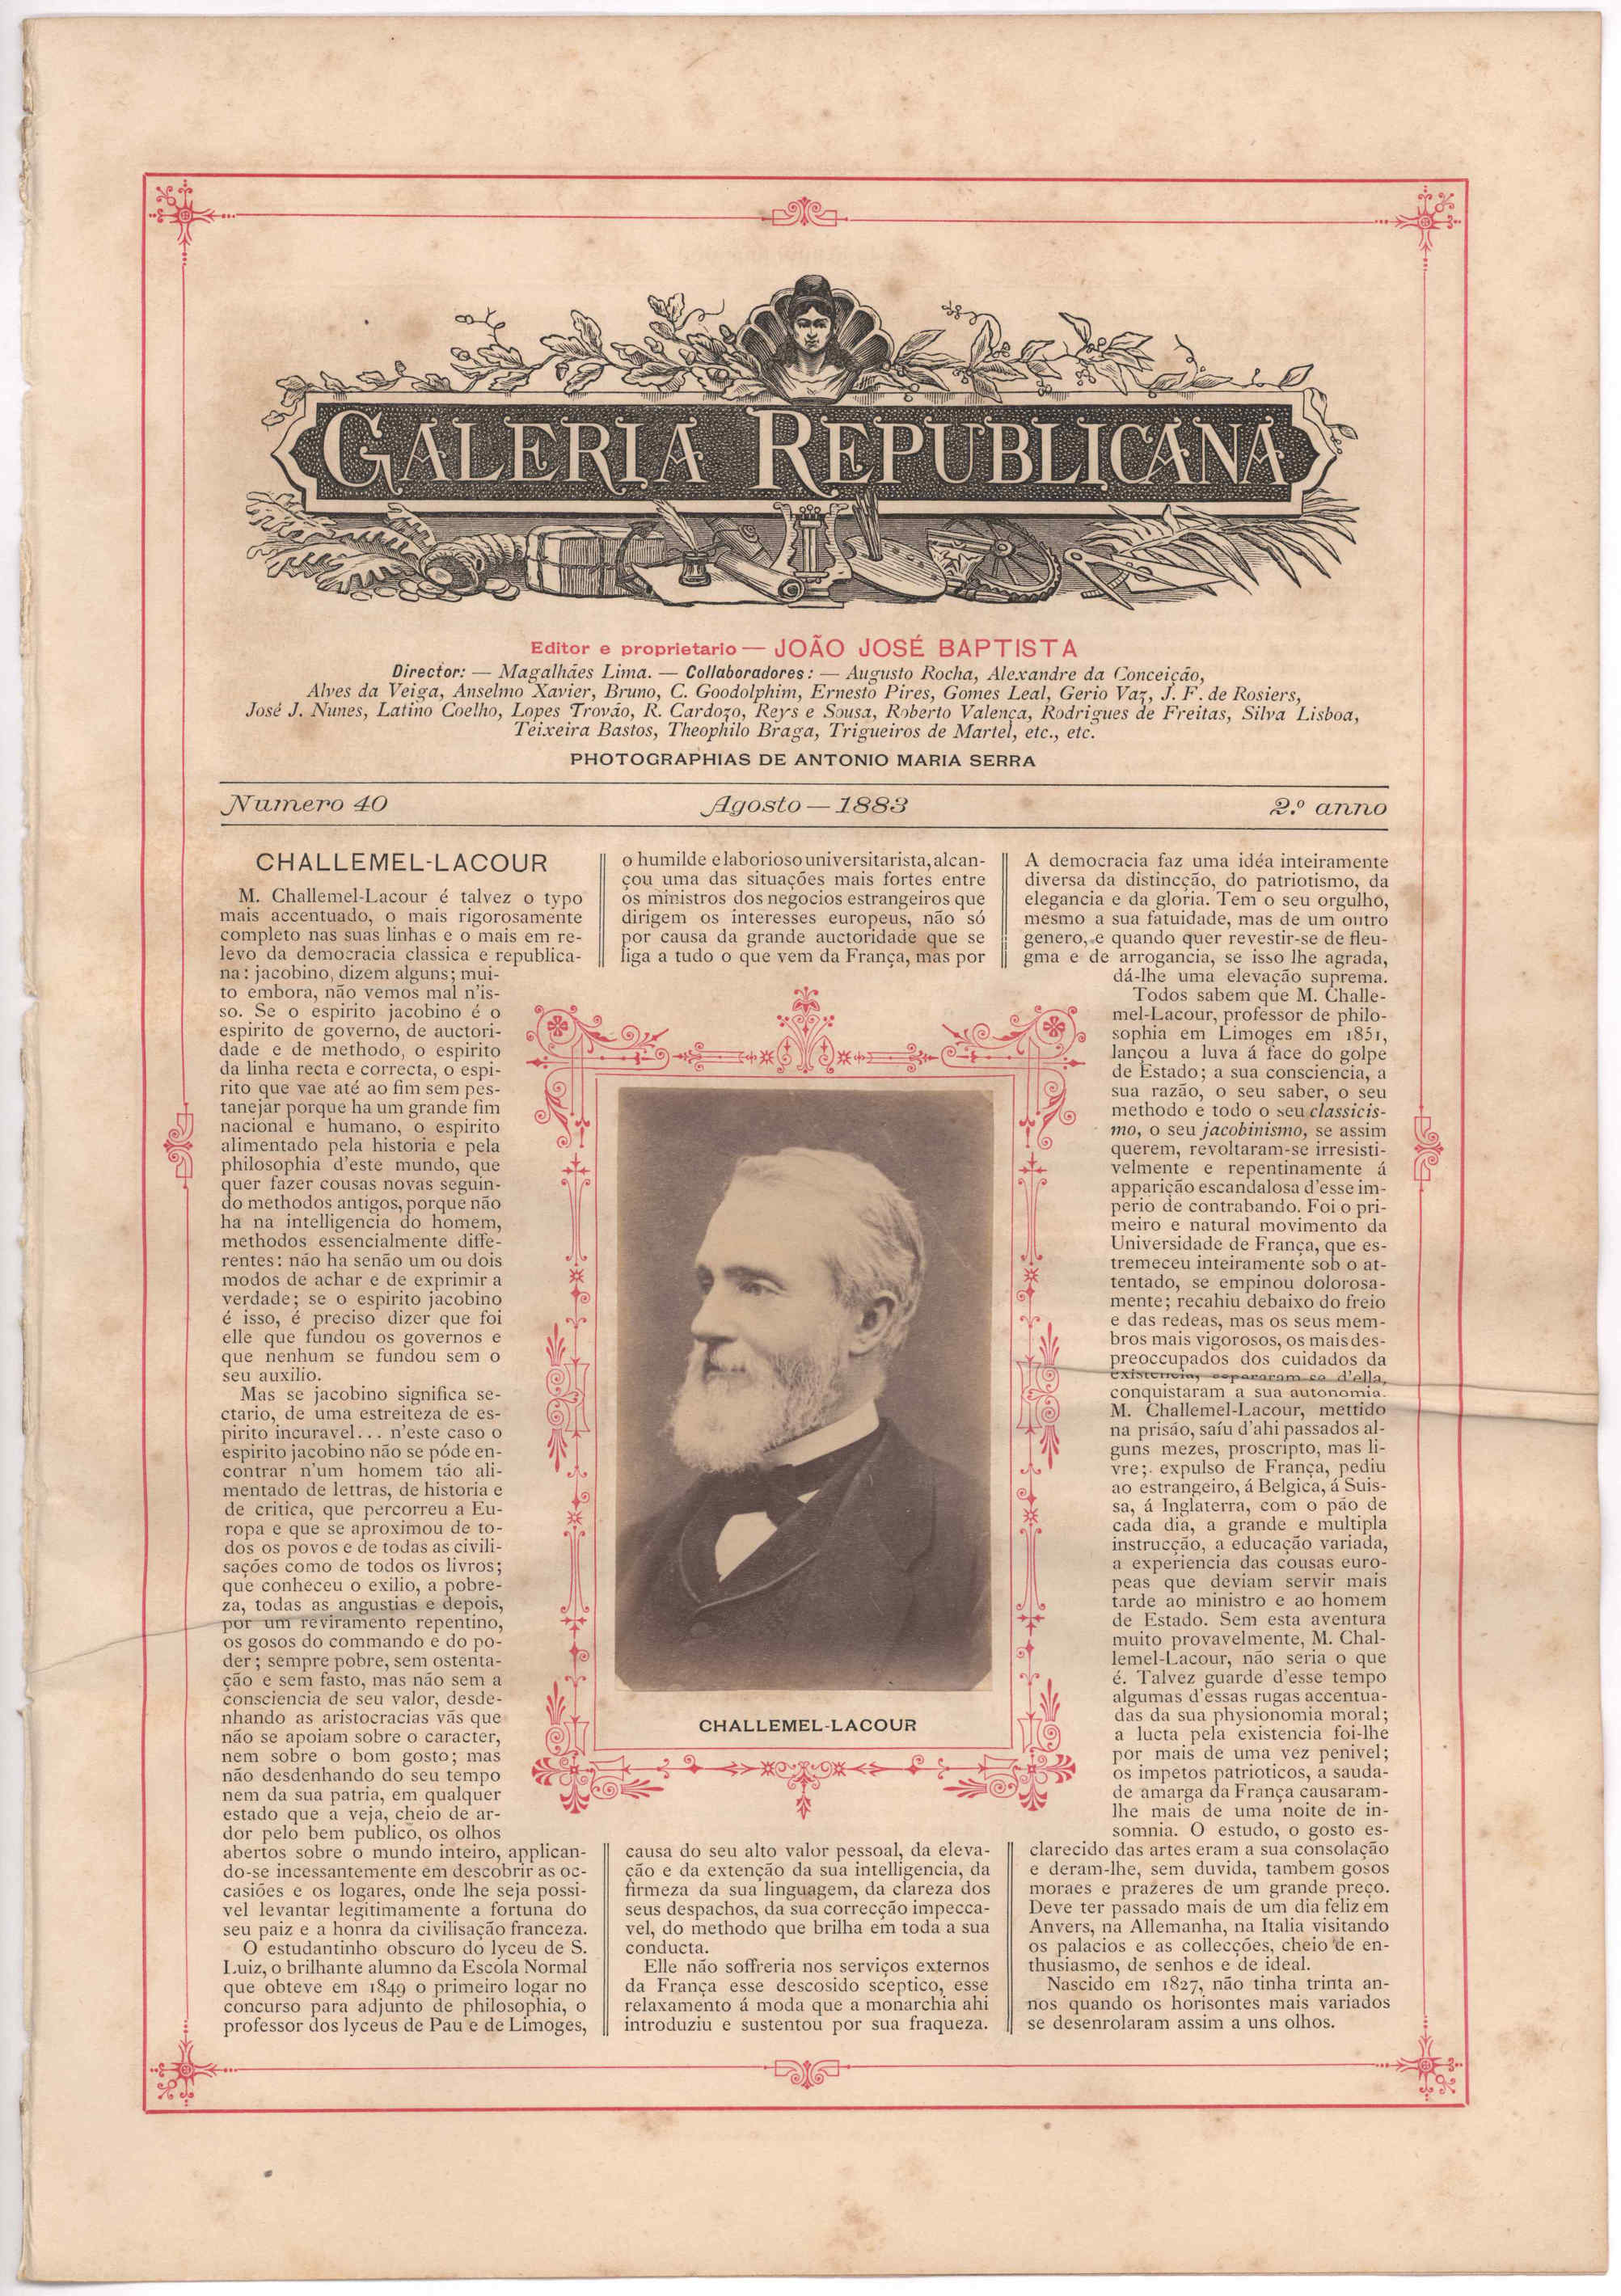 GALERIA REPUBLICANA
Editor e proprietario — JOÃO JOSÉ BAPTISTA
Director: — Magalhães Lima. — Collaboradores: — Augusto Rocha, Alexandre da Conceição,
Alves da Veiga, Anselmo Xavier, Bruno, C. Goodolphim, Ernesto Pires, Gomes Leal, Gerio Vaz, J. F. de Rosiers,
José J. Nunes, Latino Coelho, Lopes Trovão, R. Cardozo, Reys e Sousa, Roberto Valença, Rodrigues de Freitas, Silva Lisboa,
Teixeira Bastos, Theophilo Braga, Trigueiros de Martel, etc., etc.
PHOTOGRAPHIAS DE ANTONIO MARIA SERRA
Numero 40 Agosto — 1883 2.º anno
CHALLEMEL-LACOUR
M. Challemel-Lacour é talvez o typo
mais accentuado, o mais rigorosamente
completo nas suas linhas e o mais em re-
levo da democracia classica e republica-
na: jacobino, dizem alguns; mui-
to embora, não vemos mal n'is-
so. Se o espirito jacobino é o
espirito de governo, de auctori-
dade e de methodo, o espirito
da linha recta e correcta, o espi-
rito que vae até ao fim sem pes-
tanejar porque ha um grande fim
nacional e humano, o espirito
alimentado pela historia e pela
philosophia d'este mundo, que
quer fazer cousas novas seguin-
do methodos antigos, porque não
ha na intelligencia do homem,
methodos essencialmente diffe-
rentes: não ha senão um ou dois
modos de achar e de exprimir a
verdade; se o espirito jacobino
é isso, é preciso dizer que foi
elle que fundou os governos e
que nenhum se fundou sem o
seu auxilio.
Mas se jacobino significa se-
ctario, de uma estreiteza de es-
pirito incuravel... n'este caso o
espirito jacobino não se póde en-
contrar n'um homem tão ali-
mentado de lettras, de historia e
de critica, que percorreu a Eu-
ropa e que se aproximou de to-
dos os povos e de todas as civili-
sações como de todos os livros;
que conheceu o exilio, a pobre-
za, todas as angustias e depois,
por um reviramento repentino,
os gosos do commando e do po-
der; sempre pobre, sem ostenta-
ção e sem fasto, mas não sem a
consciencia de seu valor, desde-
nhando as aristocracias vãs que
não se apoiam sobre o caracter,
nem sobre o bom gosto; mas
não desdenhando do seu tempo
nem da sua patria, em qualquer
estado que a veja, cheio de ar-
dor pelo bem publico, os olhos
abertos sobre o mundo inteiro, applican-
do-se incessantemente em descobrir as oc-
casiões e os logares, onde lhe seja possi-
vel levantar legitimamente a fortuna do
seu paiz e a honra da civilisação franceza.
O estudantinho obscuro do lyceu de S.
Luiz, o brilhante alumno da Escola Normal
que obteve em 1849 o primeiro logar no
concurso para adjunto de philosophia, o
professor dos lyceus de Pau e de Limoges,
o humilde e laborioso universitarista, alcan-
çou uma das situações mais fortes entre
os ministros dos negocios estrangeiros que
dirigem os interesses europeus, não só
por causa da grande auctoridade que se
liga a tudo o que vem da França, mas por
CHALLEMEL-LACOUR
causa do seu alto valor pessoal, da eleva-
ção e da extenção da sua intelligencia, da
firmeza da sua linguagem, da clareza dos
seus despachos, da sua correcção impecca-
vel, do methodo que brilha em toda a sua
conducta.
Elle não soffreria nos serviços externos
da França esse descosido sceptico, esse
relaxamento á moda que a monarchia ahi
introduziu e sustentou por sua fraqueza.
A democracia faz uma idéa inteiramente
diversa da distincção, do patriotismo, da
elegancia e da gloria. Tem o seu orgulho,
mesmo a sua fatuidade, mas de um outro
genero, e quando quer revestir-se de fleu-
gma e de arrogancia, se isso lhe agrada,
dá-lhe uma elevação suprema.
Todos sabem que M. Challe-
mel-Lacour, professor de philo-
sophia em Limoges em 1851,
lançou a luva á face do golpe
de Estado; a sua consciencia, a
sua razão, o seu saber, o seu
methodo e todo o seu classicis-
mo, o seu jacobinismo, se assim
querem, revoltaram-se irresisti-
velmente e repentinamente á
apparição escandalosa d'esse im-
perio de contrabando. Foi o pri-
meiro e natural movimento da
Universidade de França, que es-
tremeceu inteiramente sob o at-
tentado, se empinou dolorosa-
mente; recahiu debaixo do freio
e das redeas, mas os seus mem-
bros mais vigorosos, os mais des-
preoccupados dos cuidados da
existencia, separaram-se d'ella,
conquistaram a sua autonomia.
M. Challemel-Lacour, mettido
na prisão, saíu d'ahi passados al-
guns mezes, proscripto, mas li-
vre; expulso de França, pediu
ao estrangeiro, á Belgica, á Suis-
sa, á Inglaterra, com o pão de
cada dia, a grande e multipla
instrucção, a educação variada,
a experiencia das cousas euro-
peas que deviam servir mais
tarde ao ministro e ao homem
de Estado. Sem esta aventura
muito provavelmente, M. Chal-
lemel-Lacour, não seria o que
é. Talvez guarde d'esse tempo
algumas d'essas rugas accentua-
das da sua physionomia moral;
a lucta pela existencia foi-lhe
por mais de uma vez penivel;
os impetos patrioticos, a sauda-
de amarga da França causaram-
lhe mais de uma noite de in-
somnia. O estudo, o gosto es-
clarecido das artes eram a sua consolação
e deram-lhe, sem duvida, tambem gosos
moraes e prazeres de um grande preço.
Deve ter passado mais de um dia feliz em
Anvers, na Allemanha, na Italia visitando
os palacios e as collecções, cheio de en-
thusiasmo, de senhos e de ideal.
Nascido em 1827, não tinha trinta an-
nos quando os horisontes mais variados
se desenrolaram assim a uns olhos.